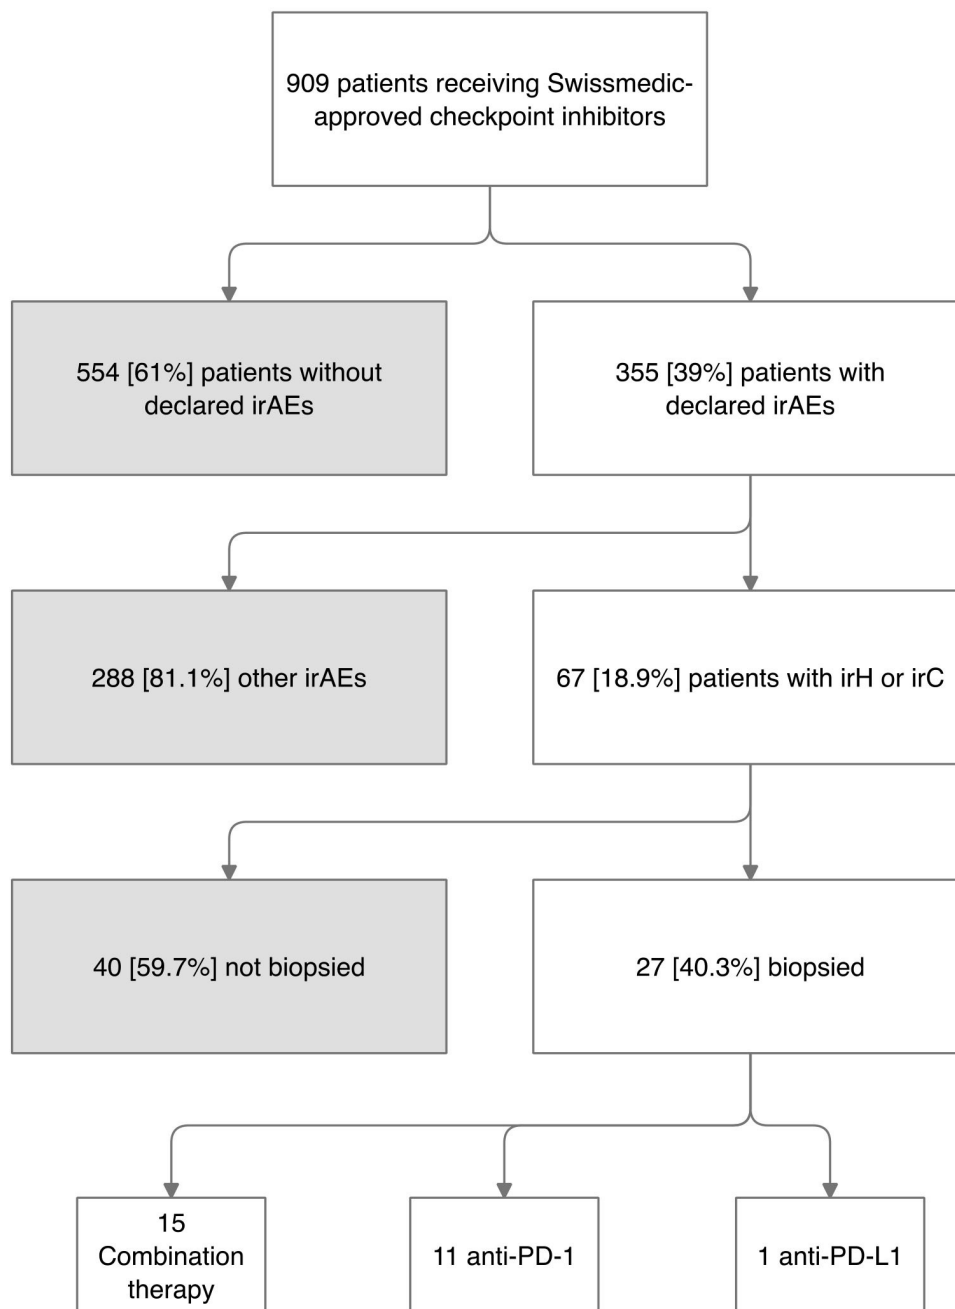 909 patients receiving Swissmedic-
approved checkpoint inhibitors
554 [61%] patients without
declared irAEs
355 [39%] patients with
declared irAEs
288 [81.1%] other irAEs
67 [18.9%] patients with irH or irC
40 [59.7%] not biopsied
27 [40.3%] biopsied
15
Combination
therapy
11 anti-PD-1
1 anti-PD-L1